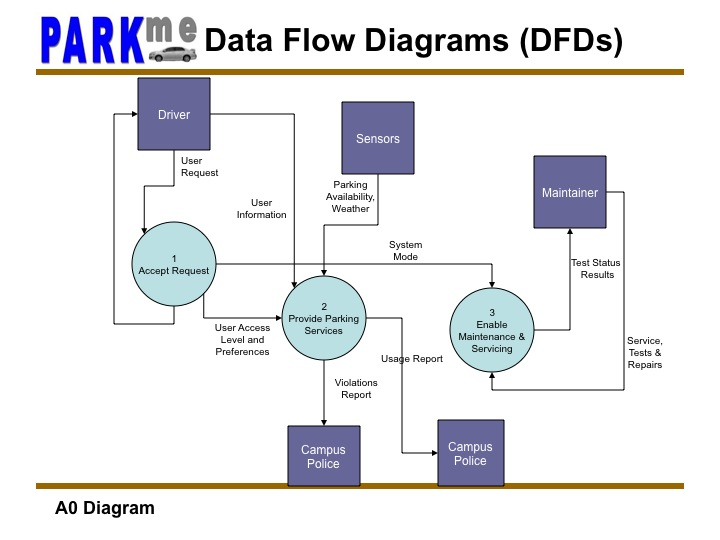 PARKme
Data Flow Diagrams (DFDs)
Driver
Sensors
Maintainer
User
Request
User
Information
Parking
Availability,
Weather
System
Mode
Test Status
Results
1
Accept Request
2
Provide Parking
Services
3
Enable
Maintenance &
Servicing
User Access
Level and
Preferences
Usage Report
Service,
Tests &
Repairs
Violations
Report
Campus
Police
Campus
Police
A0 Diagram